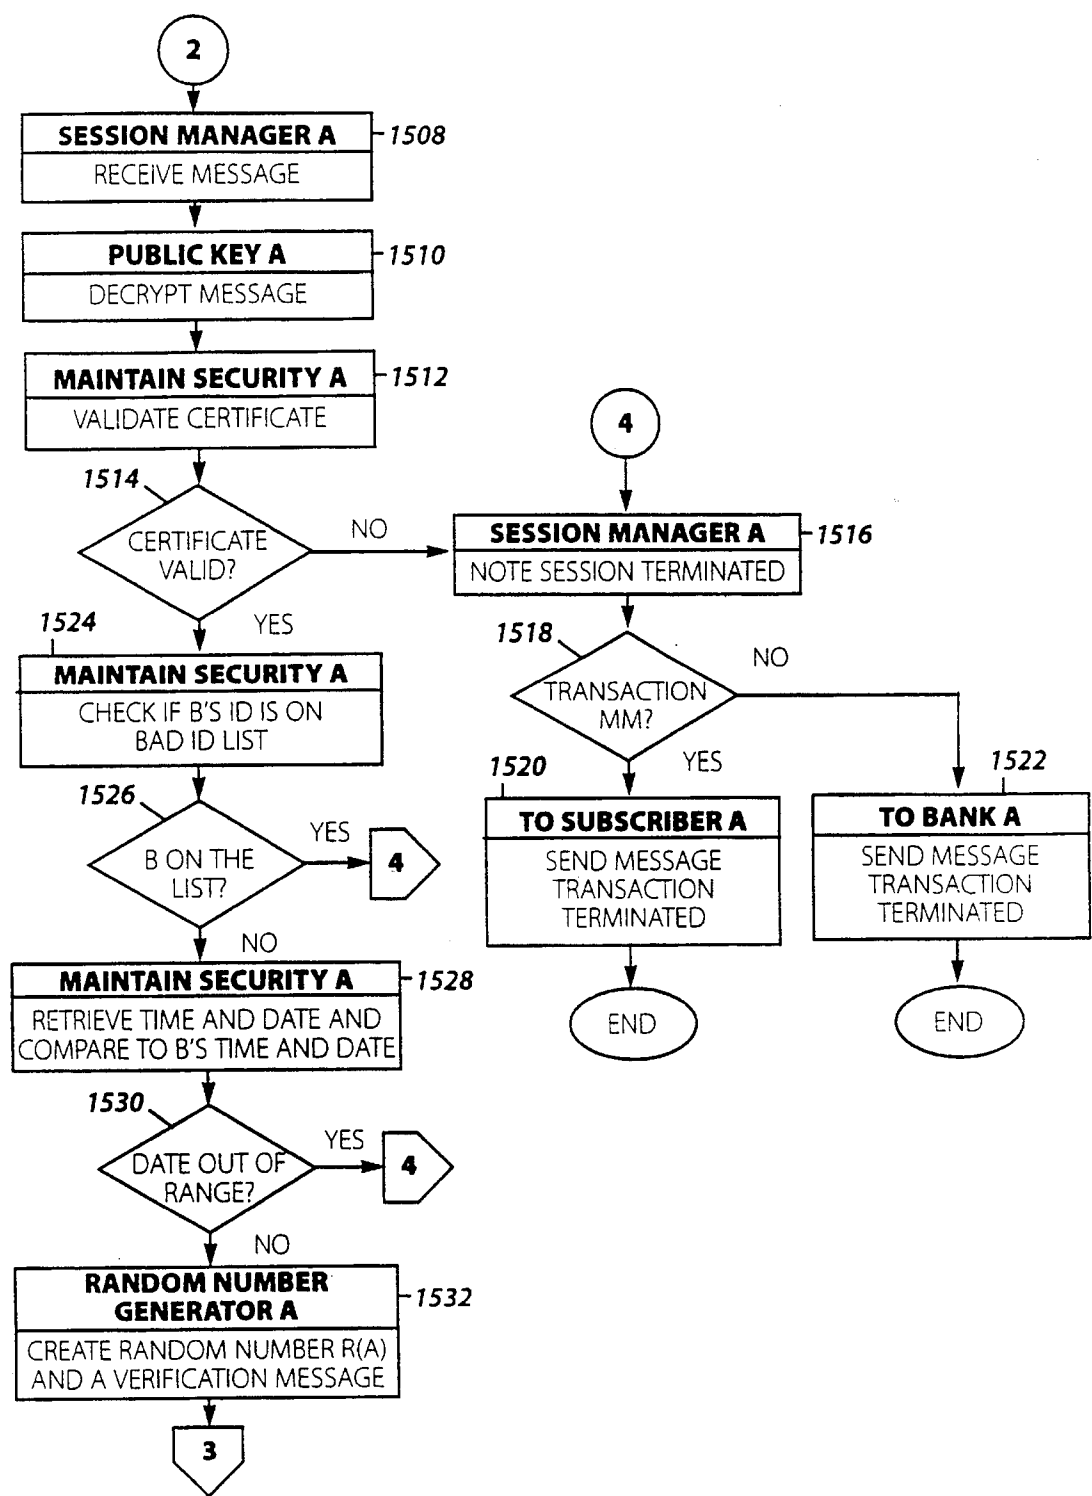 2
SESSION MANAGER A
1508
RECEIVE MESSAGE
PUBLIC KEY A
1510
DECRYPT MESSAGE
MAINTAIN SECURITY A
1512
VALIDATE CERTIFICATE
1514
CERTIFICATE
VALID?
NO
YES
4
SESSION MANAGER A
1516
NOTE SESSION TERMINATED
1518
TRANSACTION
MM?
NO
YES
1524
MAINTAIN SECURITY A
CHECK IF B'S ID IS ON
BAD ID LIST
1520
TO SUBSCRIBER A
SEND MESSAGE
TRANSACTION
TERMINATED
END
1522
TO BANK A
SEND MESSAGE
TRANSACTION
TERMINATED
END
1526
B ON THE
LIST?
YES
4
NO
MAINTAIN SECURITY A
1528
RETRIEVE TIME AND DATE AND
COMPARE TO B'S TIME AND DATE
1530
DATE OUT OF
RANGE?
YES
4
NO
RANDOM NUMBER
GENERATOR A
1532
CREATE RANDOM NUMBER R(A)
AND A VERIFICATION MESSAGE
3